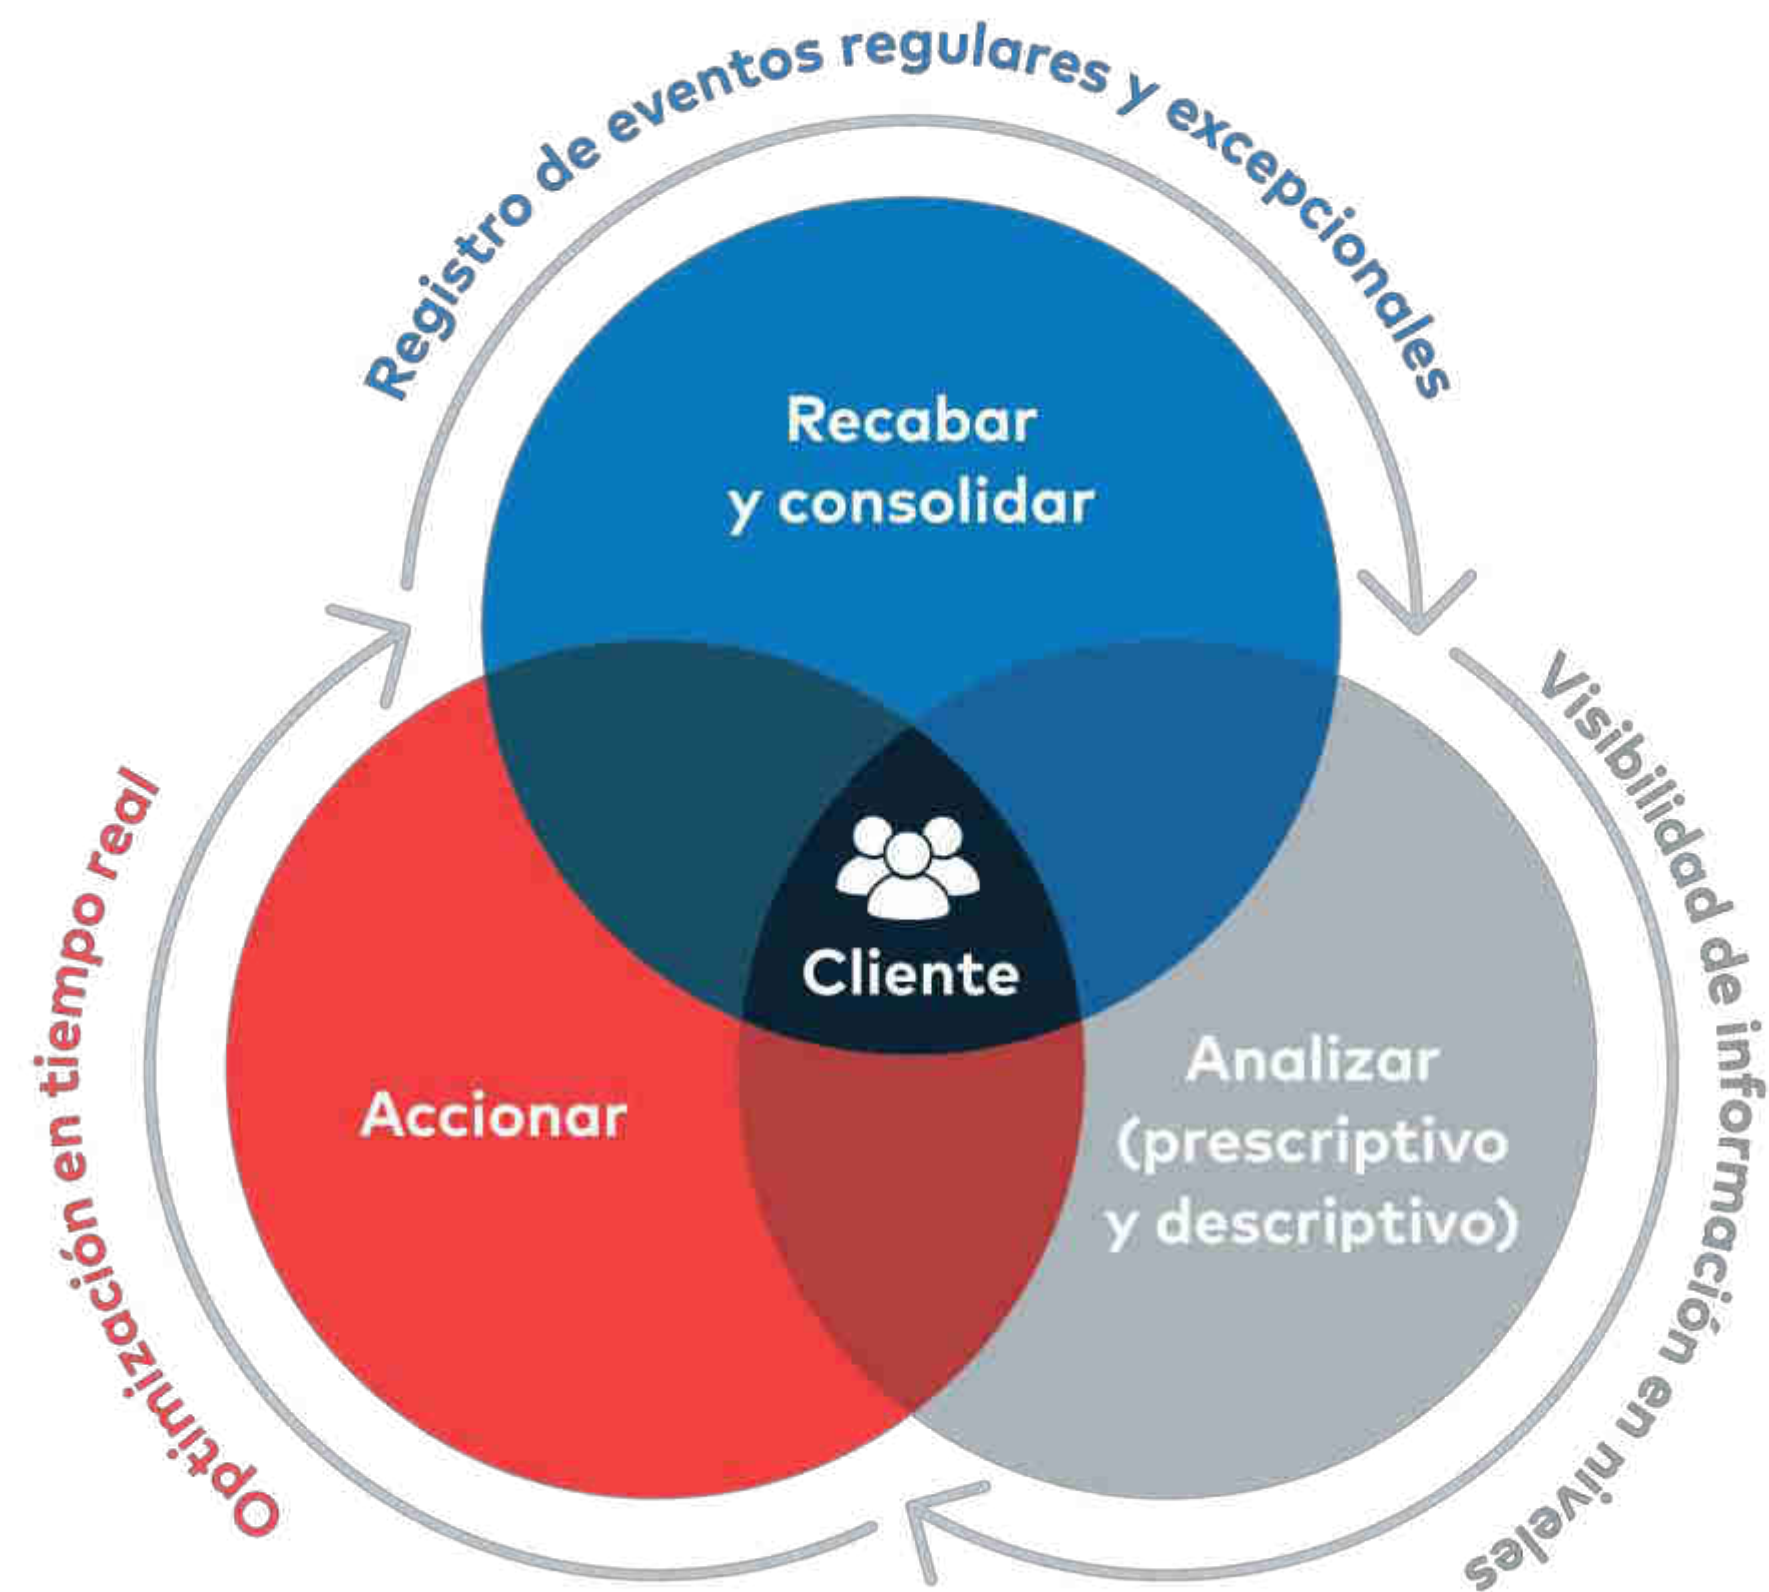 Registro de eventos regulares y excepcionales
Recabar
y consolidar
Visibilidad de información en niveles
Optimización en tiempo real
Cliente
Accionar
Analizar
(prescriptivo
y descriptivo)